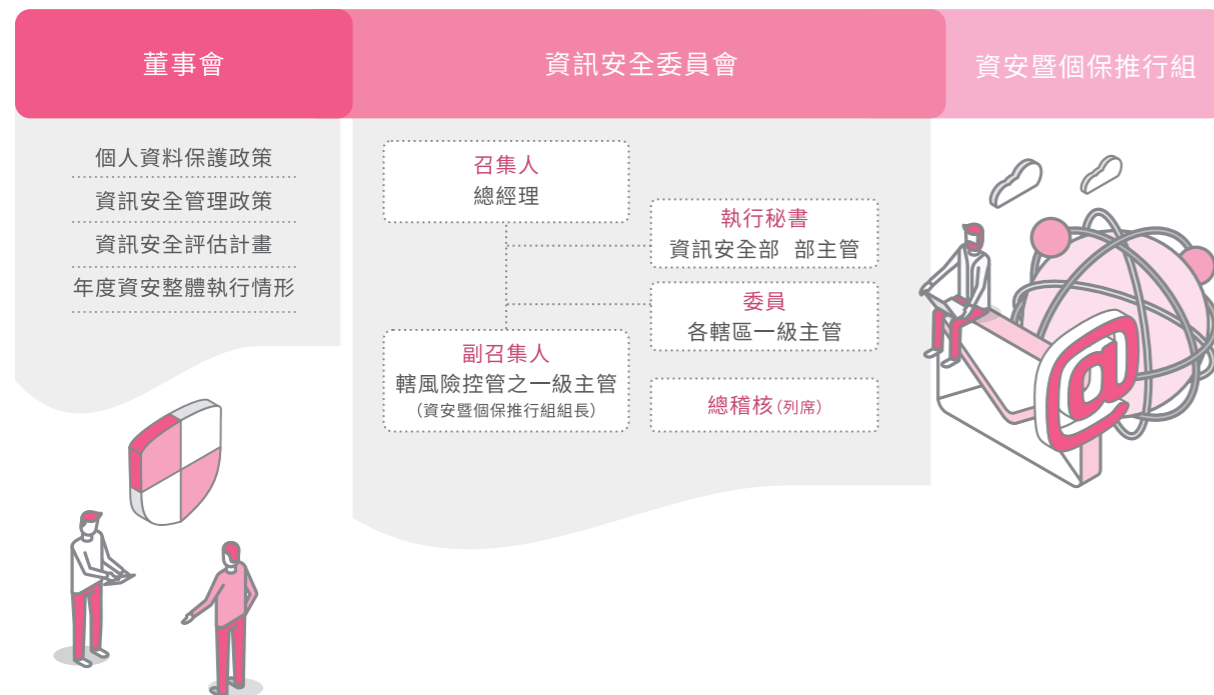 董事會
個人資料保護政策
資訊安全管理政策
資訊安全評估計畫
年度資安整體執行情形
資訊安全委員會
召集人
總經理
執行秘書
資訊安全部 部主管
委員
各轄區一級主管
副召集人
轄風險控管之一級主管
(資安暨個保推行組組長)
總稽核(列席)
資安暨個保推行組
@